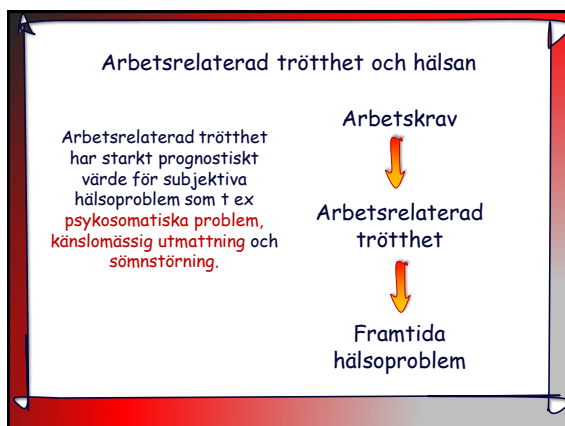 Arbetsrelaterad trötthet och hälsan
Arbetsrelaterad trötthet
har starkt prognostiskt
värde för subjektiva
hälsoproblem som t ex
psykosomatiska problem,
känslomässig utmattning och
sömnstörning.
Arbetskrav
Arbetsrelaterad
trötthet
Framtida
hälsoproblem